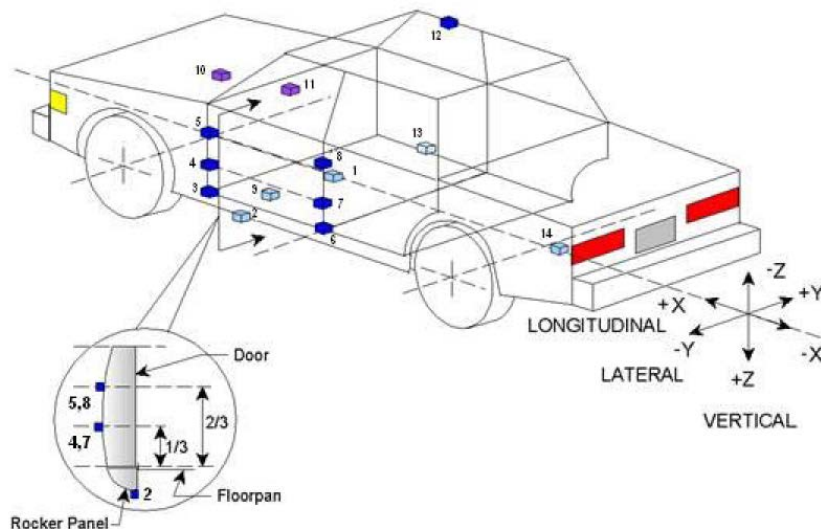 12
10
11
5
13
8
4
1
3
9
7
2
6
14
-Z
+Y
+X
LONGITUDINAL
-Y
-X
LATERAL
+Z
VERTICAL
Door
5,8
2/3
4,7
1/3
2
Floorpan
Rocker Panel